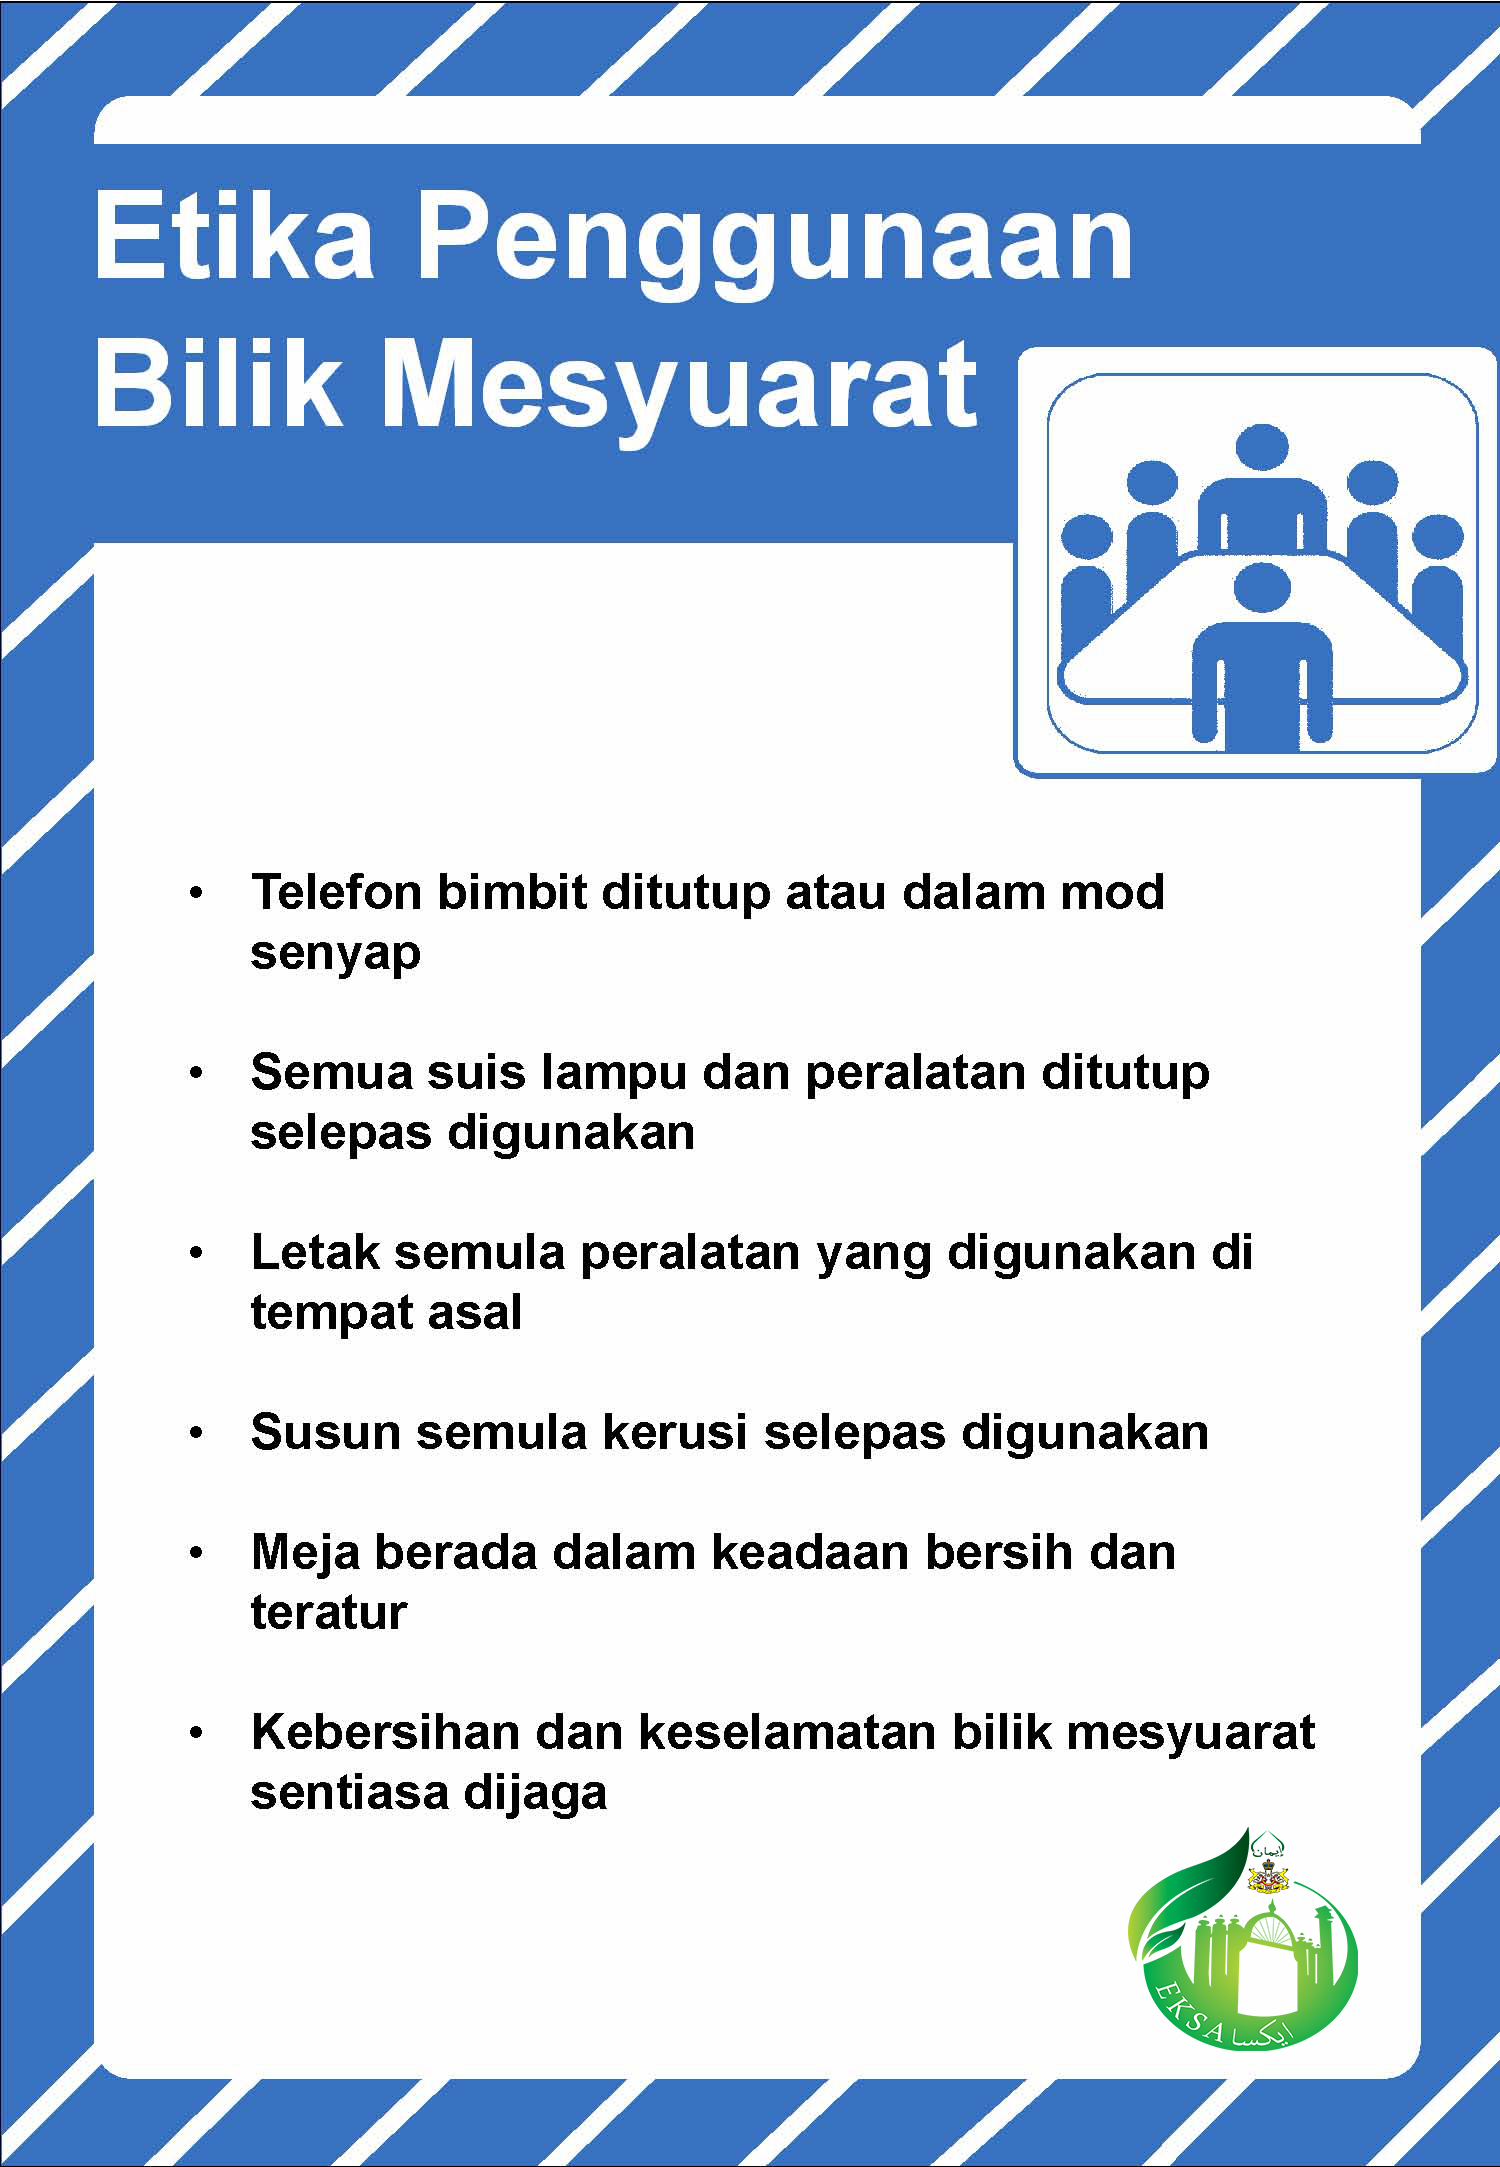 Etika Penggunaan
Bilik Mesyuarat
• Telefon bimbit ditutup atau dalam mod
senyap
• Semua suis lampu dan peralatan ditutup
selepas digunakan
• Letak semula peralatan yang digunakan di
tempat asal
• Susun semula kerusi selepas digunakan
• Meja berada dalam keadaan bersih dan
teratur
• Kebersihan dan keselamatan bilik mesyuarat
sentiasa dijaga
إيمان
EKSA ايكسا